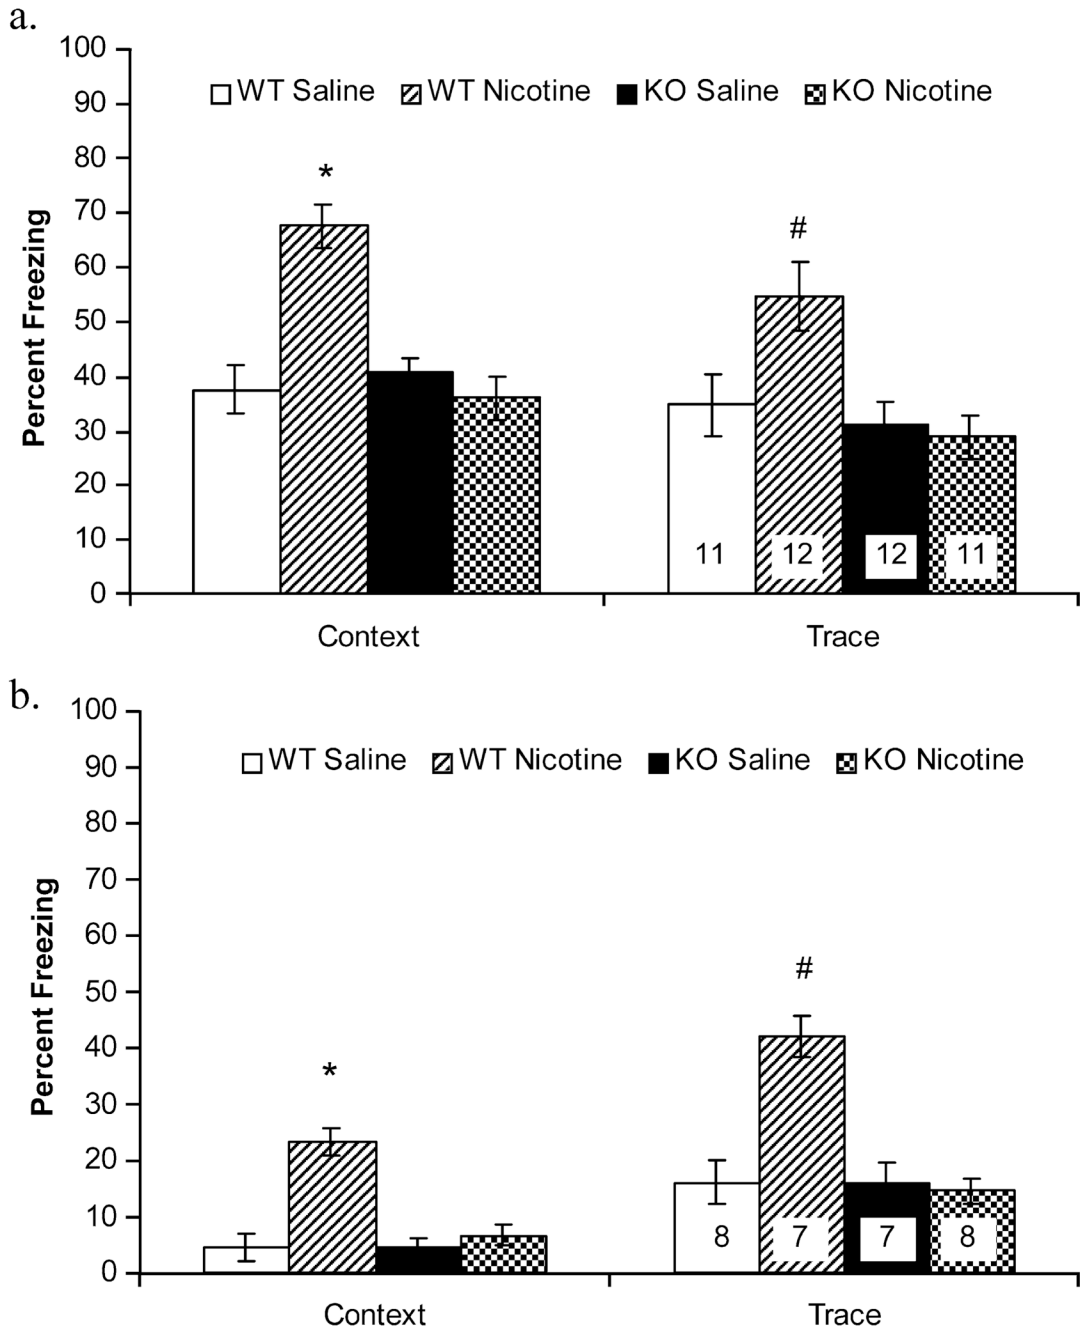 a.
100
WT Saline WT Nicotine KO Saline KO Nicotine
90
80
*
70
#
60
50
40
30
20
10
11 12 12 11
0
Percent Freezing
Context Trace
b.
100
WT Saline WT Nicotine KO Saline KO Nicotine
90
80
70
60
50
#
40
*
30
20
10
8 7 7 8
0
Percent Freezing
Context Trace